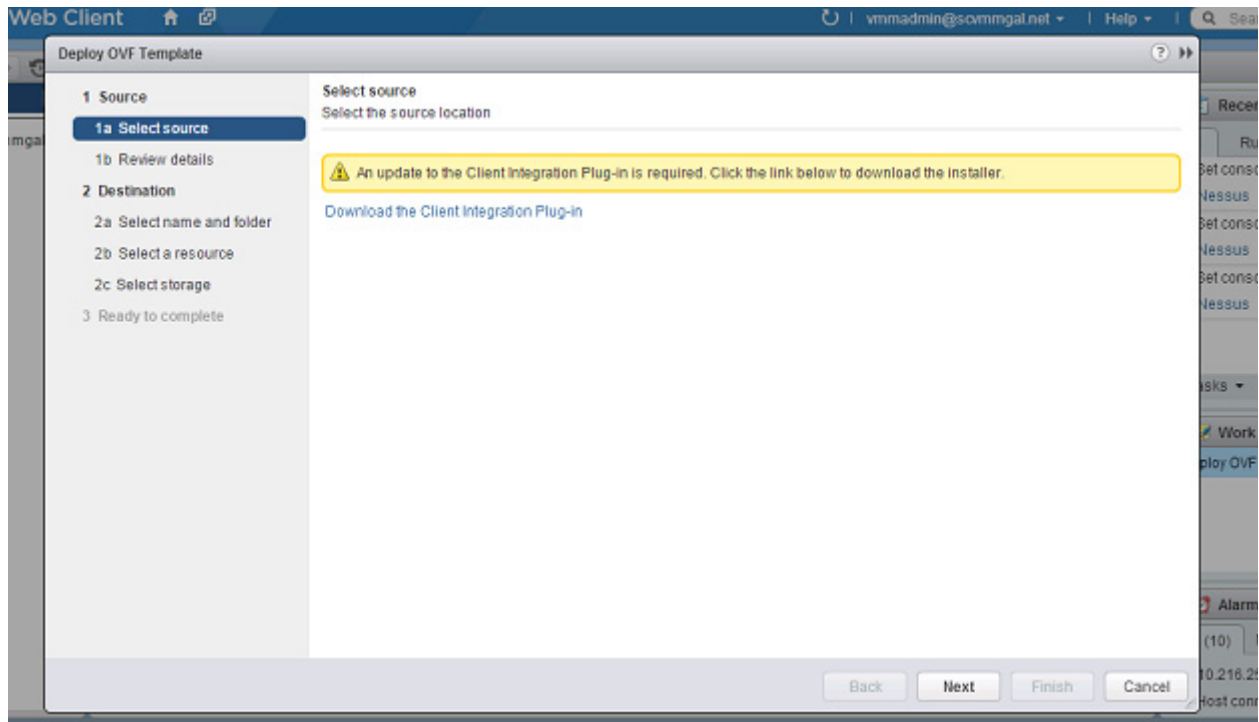 Web Client
vmmadmin@scvmmgal.net
Help
Deploy OVF Template
1 Source
1a Select source
1b Review details
2 Destination
2a Select name and folder
2b Select a resource
2c Select storage
3 Ready to complete
Select source
Select the source location
An update to the Client Integration Plug-in is required. Click the link below to download the installer.
Download the Client Integration Plug-in
Back
Next
Finish
Cancel
Nessus
Nessus
Nessus
Work
OVF
(10)